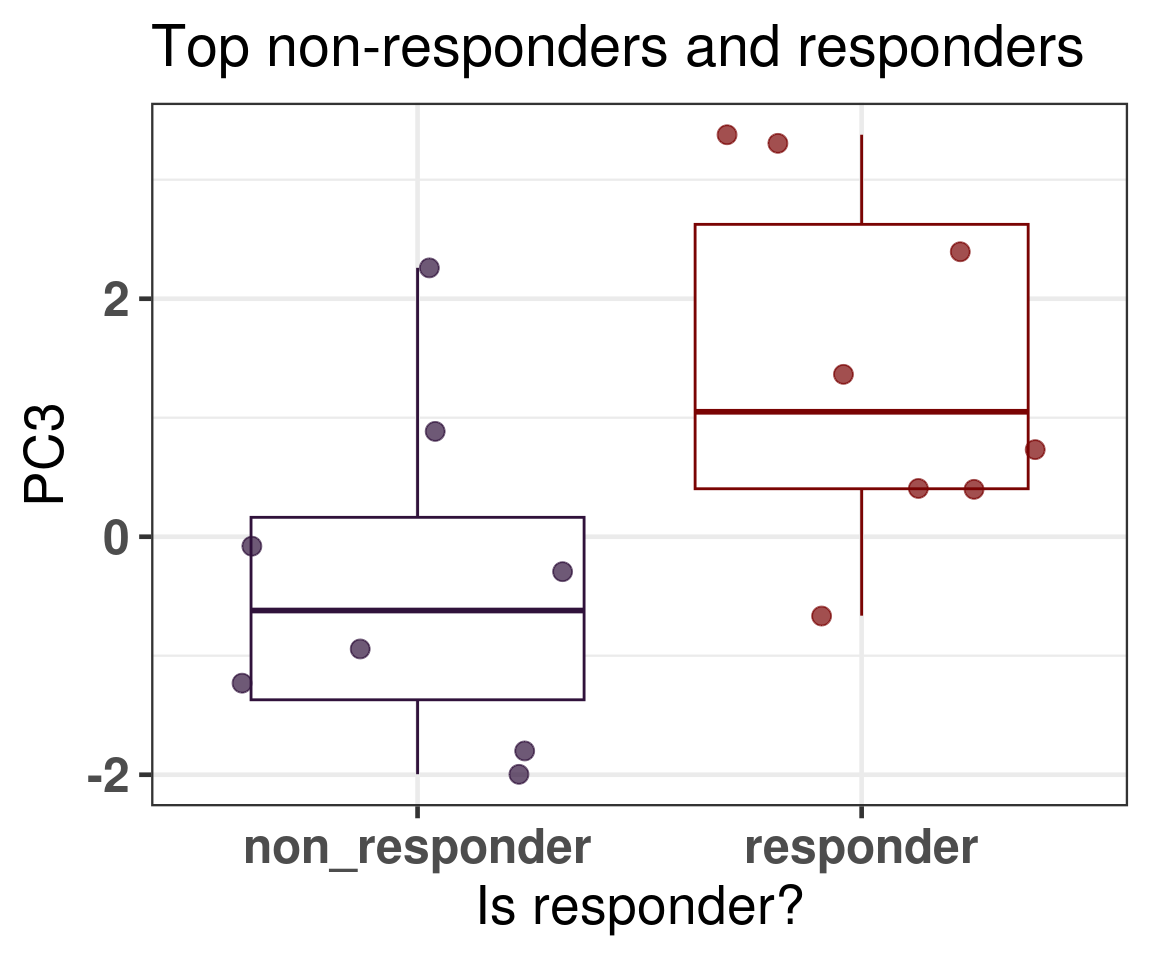 Top non-responders and responders
PC3
2
0
-2
non_responder
responder
Is responder?